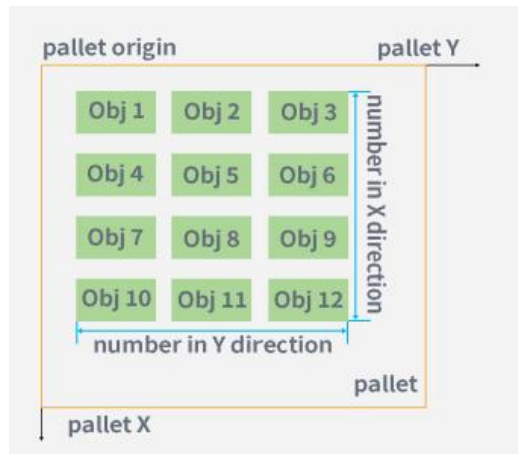 pallet origin
pallet Y
Obj 1
Obj 2
Obj 3
Obj 4
Obj 5
Obj 6
Obj 7
Obj 8
Obj 9
Obj 10
Obj 11
Obj 12
number in X direction
number in Y direction
pallet
pallet X